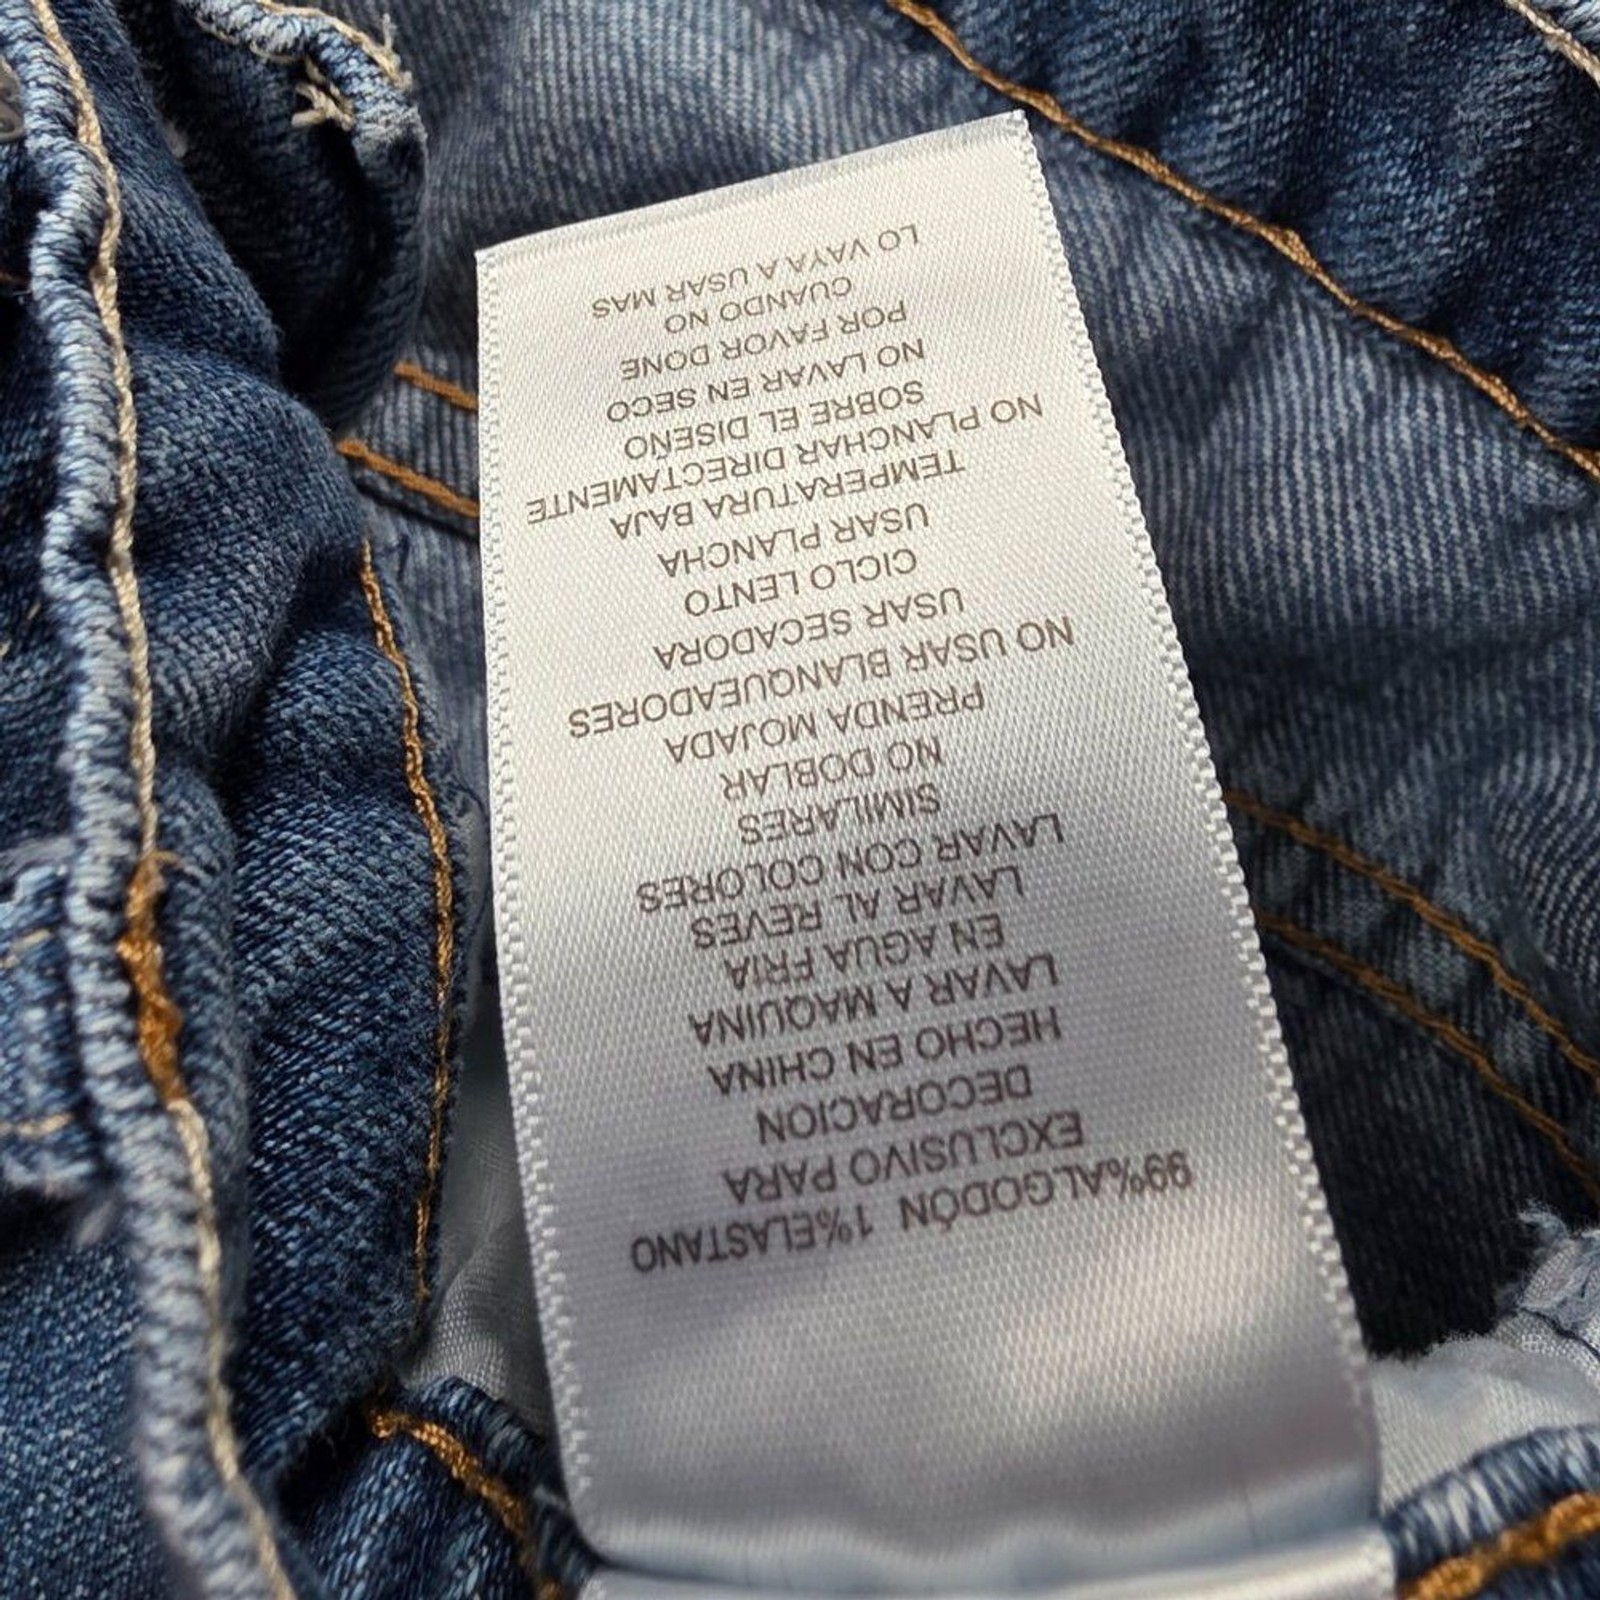 99%ALGODÓN 1%ELASTANO
EXCLUSIVO PARA
DECORACION
HECHO EN CHINA
LAVAR A MAQUINA
EN AGUA FRIA
LAVAR AL REVES
LAVAR CON COLORES
SIMILARES
NO DOBLAR
PRENDA MOJADA
NO USAR BLANQUEADORES
USAR SECADORA
CICLO LENTO
USAR PLANCHA
TEMPERATURA BAJA
NO PLANCHAR DIRECTAMENTE
SOBRE EL DISEÑO
NO LAVAR EN SECO
POR FAVOR DONE
CUANDO NO
LO VAYA A USAR MAS